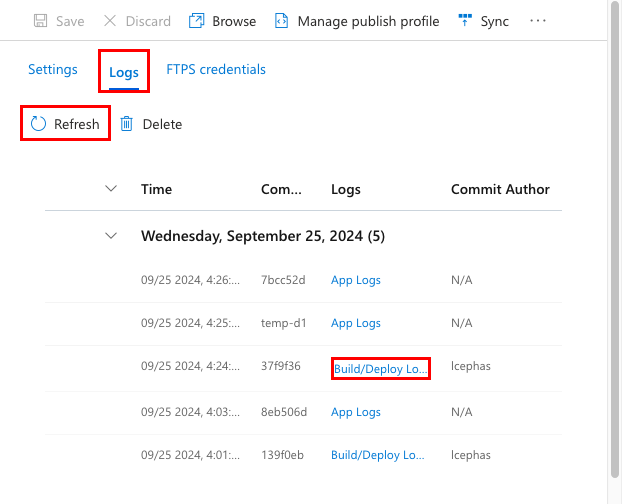 Save Discard Browse Manage publish profile Sync ...
Settings Logs FTPS credentials
Refresh Delete
Time Com... Logs Commit Author
Wednesday, September 25, 2024 (5)
09/25 2024, 4:26:... 7bcc52d App Logs N/A
09/25 2024, 4:25:... temp-d1 App Logs N/A
09/25 2024, 4:24:... 37f9f36 Build/Deploy Lo... lcephas
09/25 2024, 4:03:... 8eb506d App Logs N/A
09/25 2024, 4:01:... 139f0eb Build/Deploy Lo... lcephas